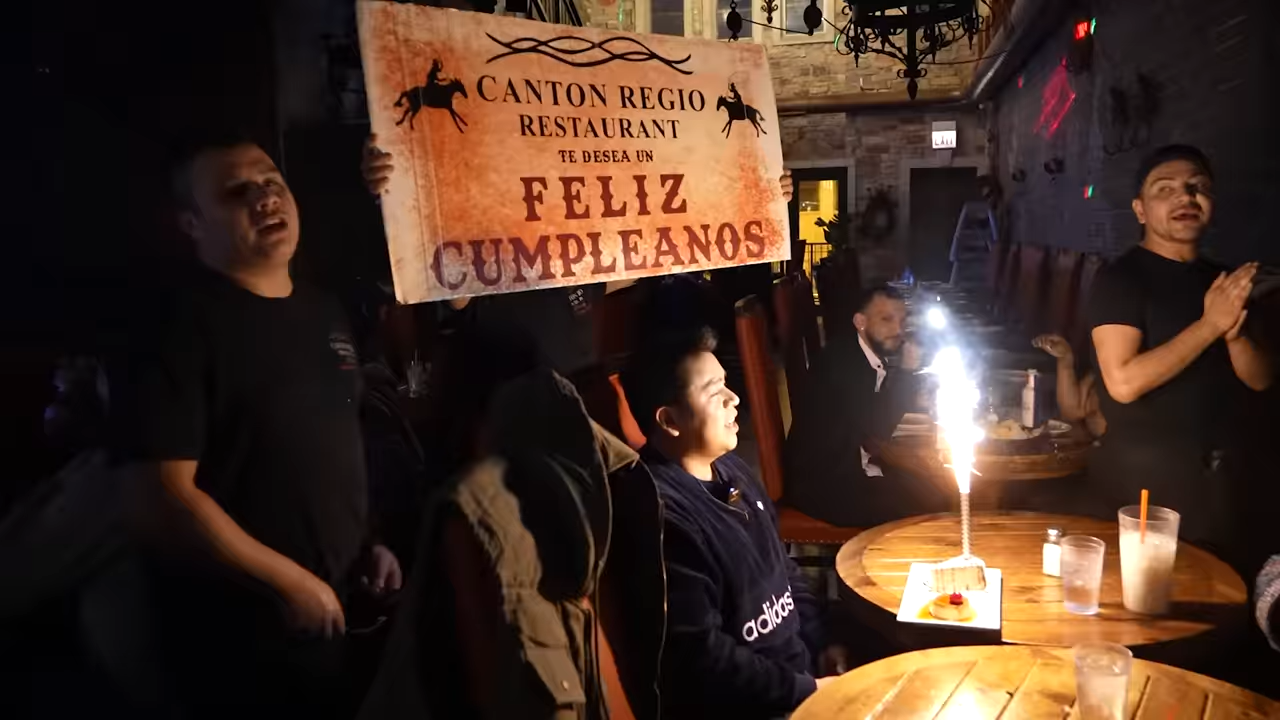 CANTON REGIO
RESTAURANT
TE DESEA UN
FELIZ
CUMPLEANOS
adidas